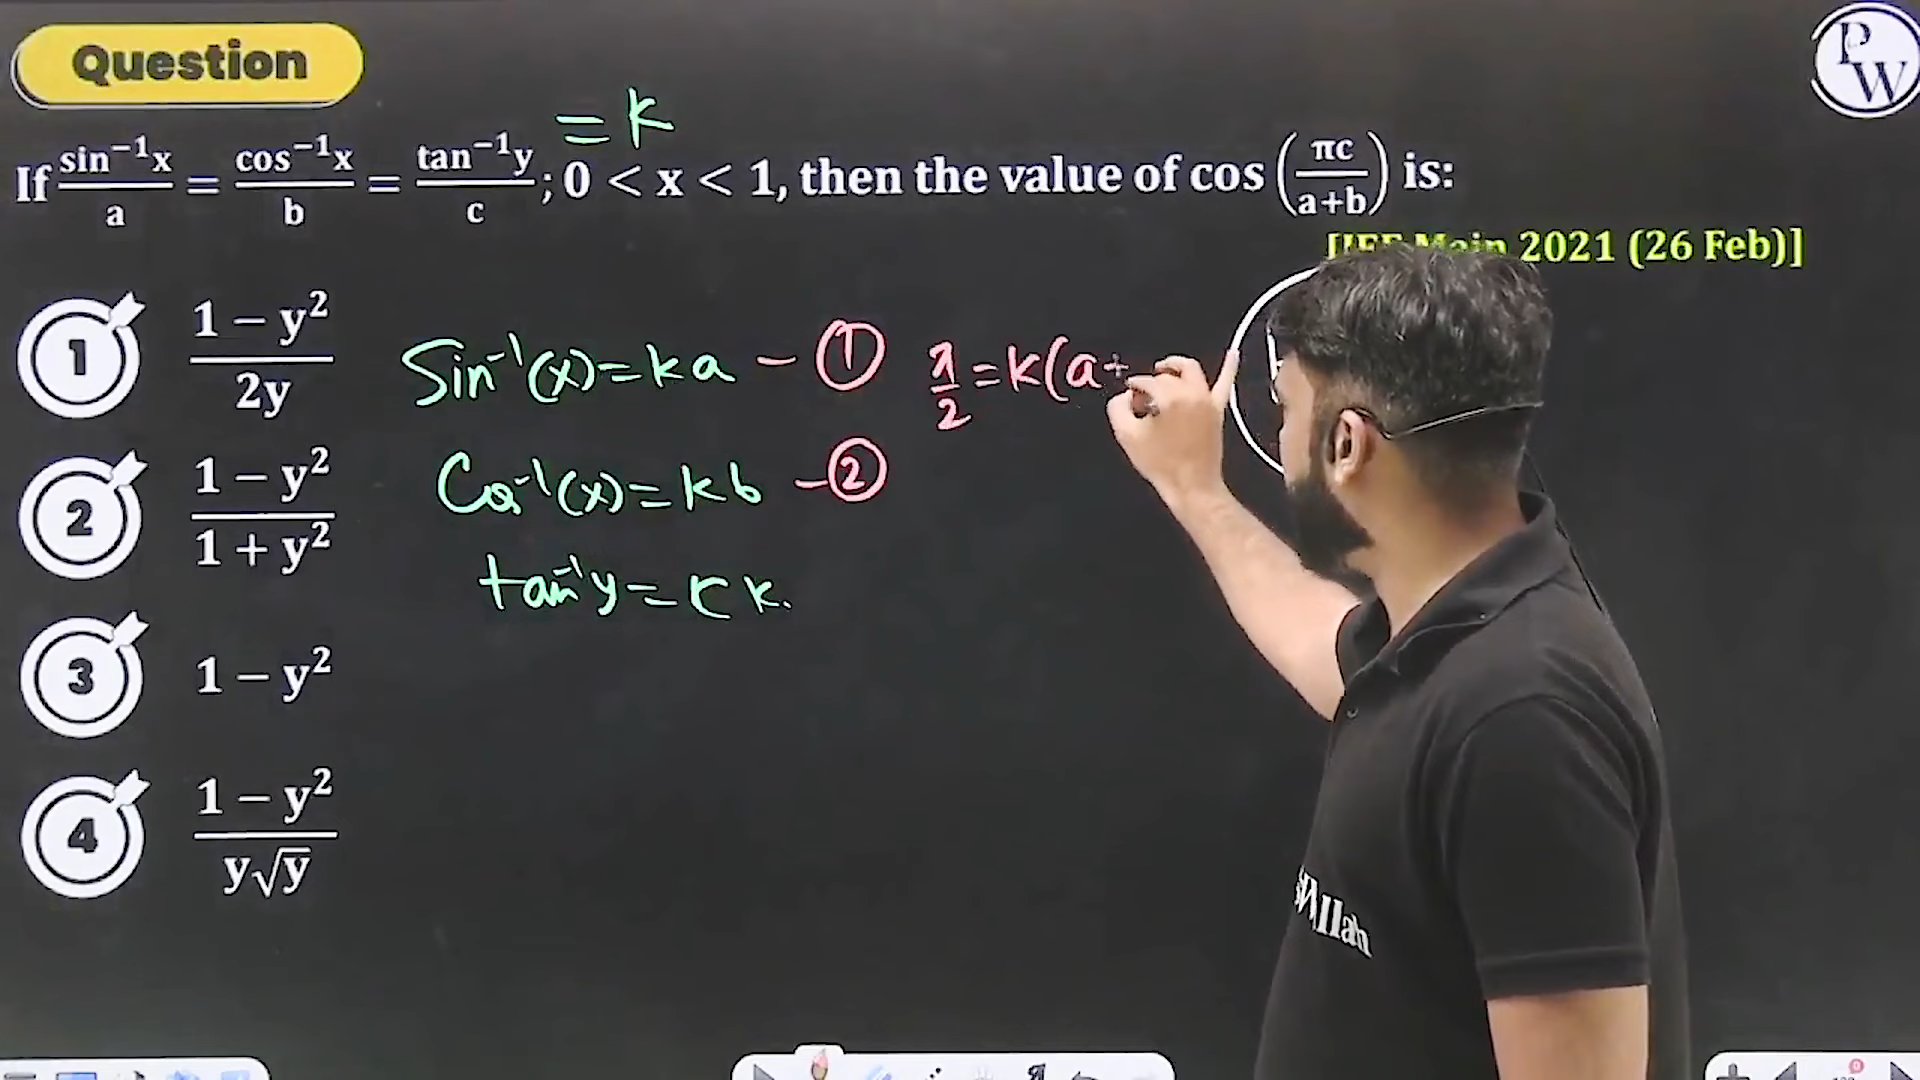 Question
PW
= k
If sin⁻¹x/a = cos⁻¹x/b = tan⁻¹y/c ; 0 < x < 1, then the value of cos (πc/(a+b)) is:
2021 (26 Feb)]
1 (1 − y²)/2y
Sin⁻¹(x) = ka − ①
π/2 = k(a+
2 (1 − y²)/(1 + y²)
Cos⁻¹(x) = kb − ②
tan⁻¹y = ck.
3 1 − y²
4 (1 − y²)/(y√y)